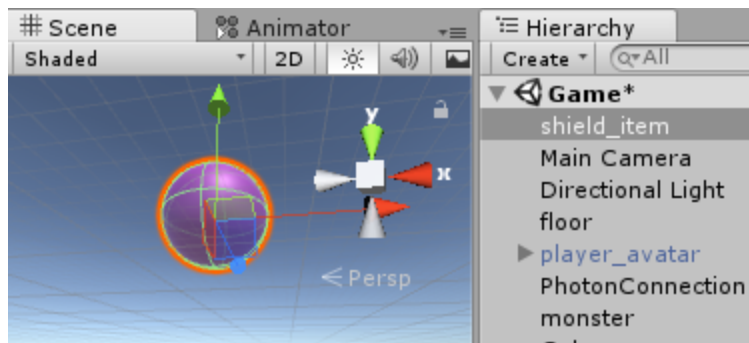 Scene
Animator
Shaded
2D
y
x
Persp
Hierarchy
Create
All
Game*
shield_item
Main Camera
Directional Light
floor
player_avatar
PhotonConnection
monster